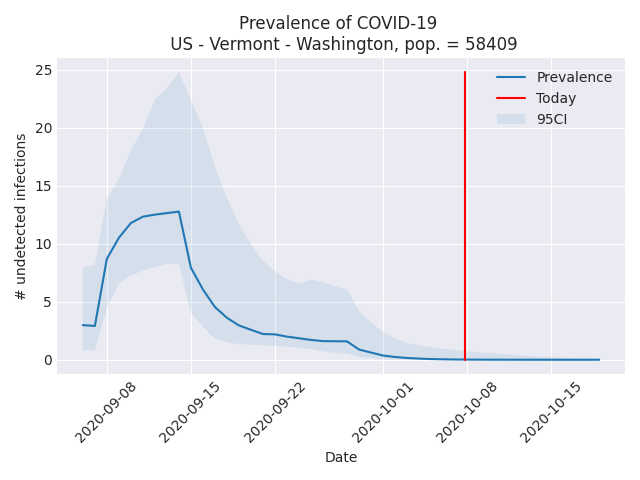 Prevalence of COVID-19
US - Vermont - Washington, pop. = 58409
25
20
15
10
5
0
# undetected infections
Prevalence
Today
95CI
2020-09-08
2020-09-15
2020-09-22
2020-10-01
2020-10-08
2020-10-15
Date